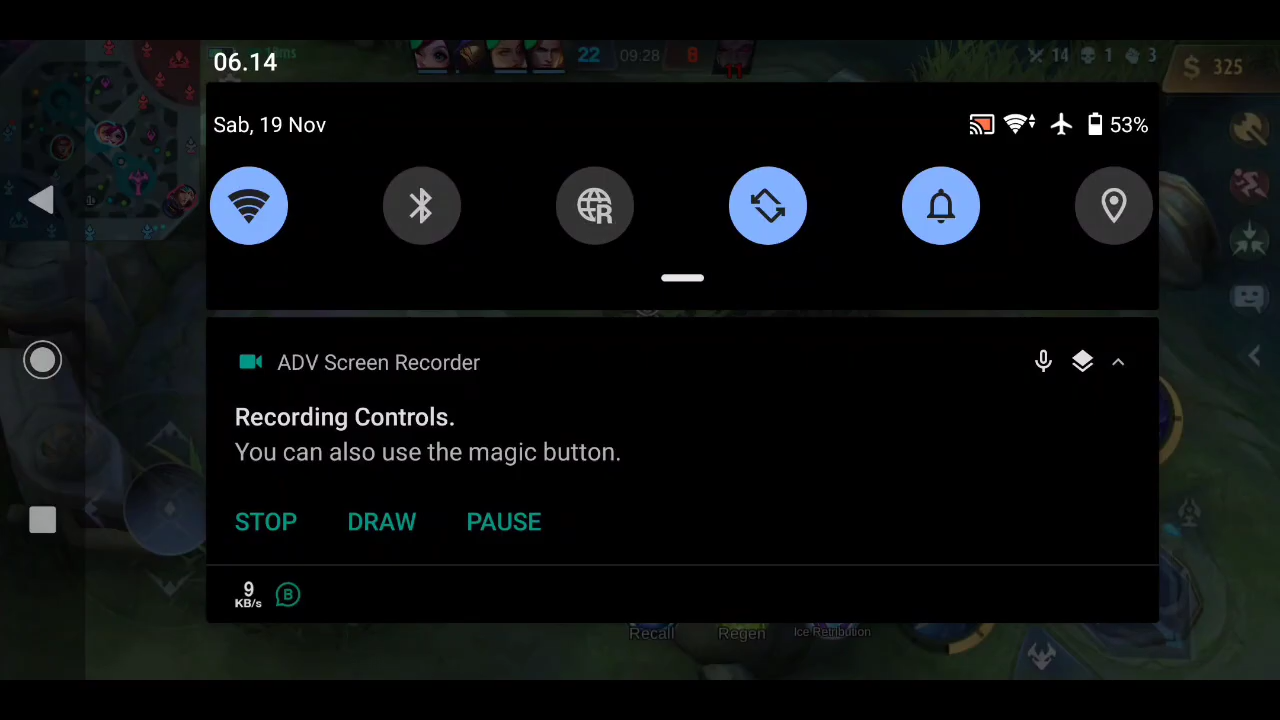 06.14
22 09:28 8
14 1 3
$ 325
11
Sab, 19 Nov
53%
R
ADV Screen Recorder
Recording Controls.
You can also use the magic button.
STOP DRAW PAUSE
9
KB/s
B
Recall Regen Ice Retribution